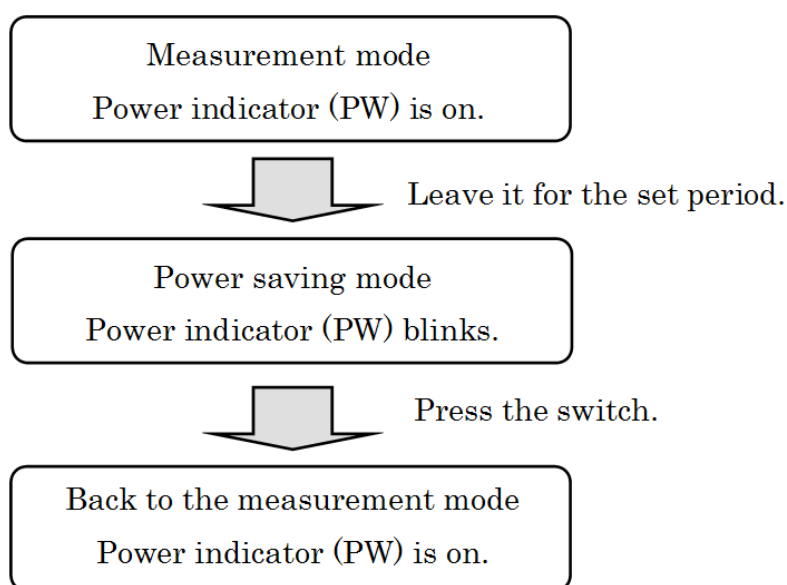 Measurement mode
Power indicator (PW) is on.
Leave it for the set period.
Power saving mode
Power indicator (PW) blinks.
Press the switch.
Back to the measurement mode
Power indicator (PW) is on.